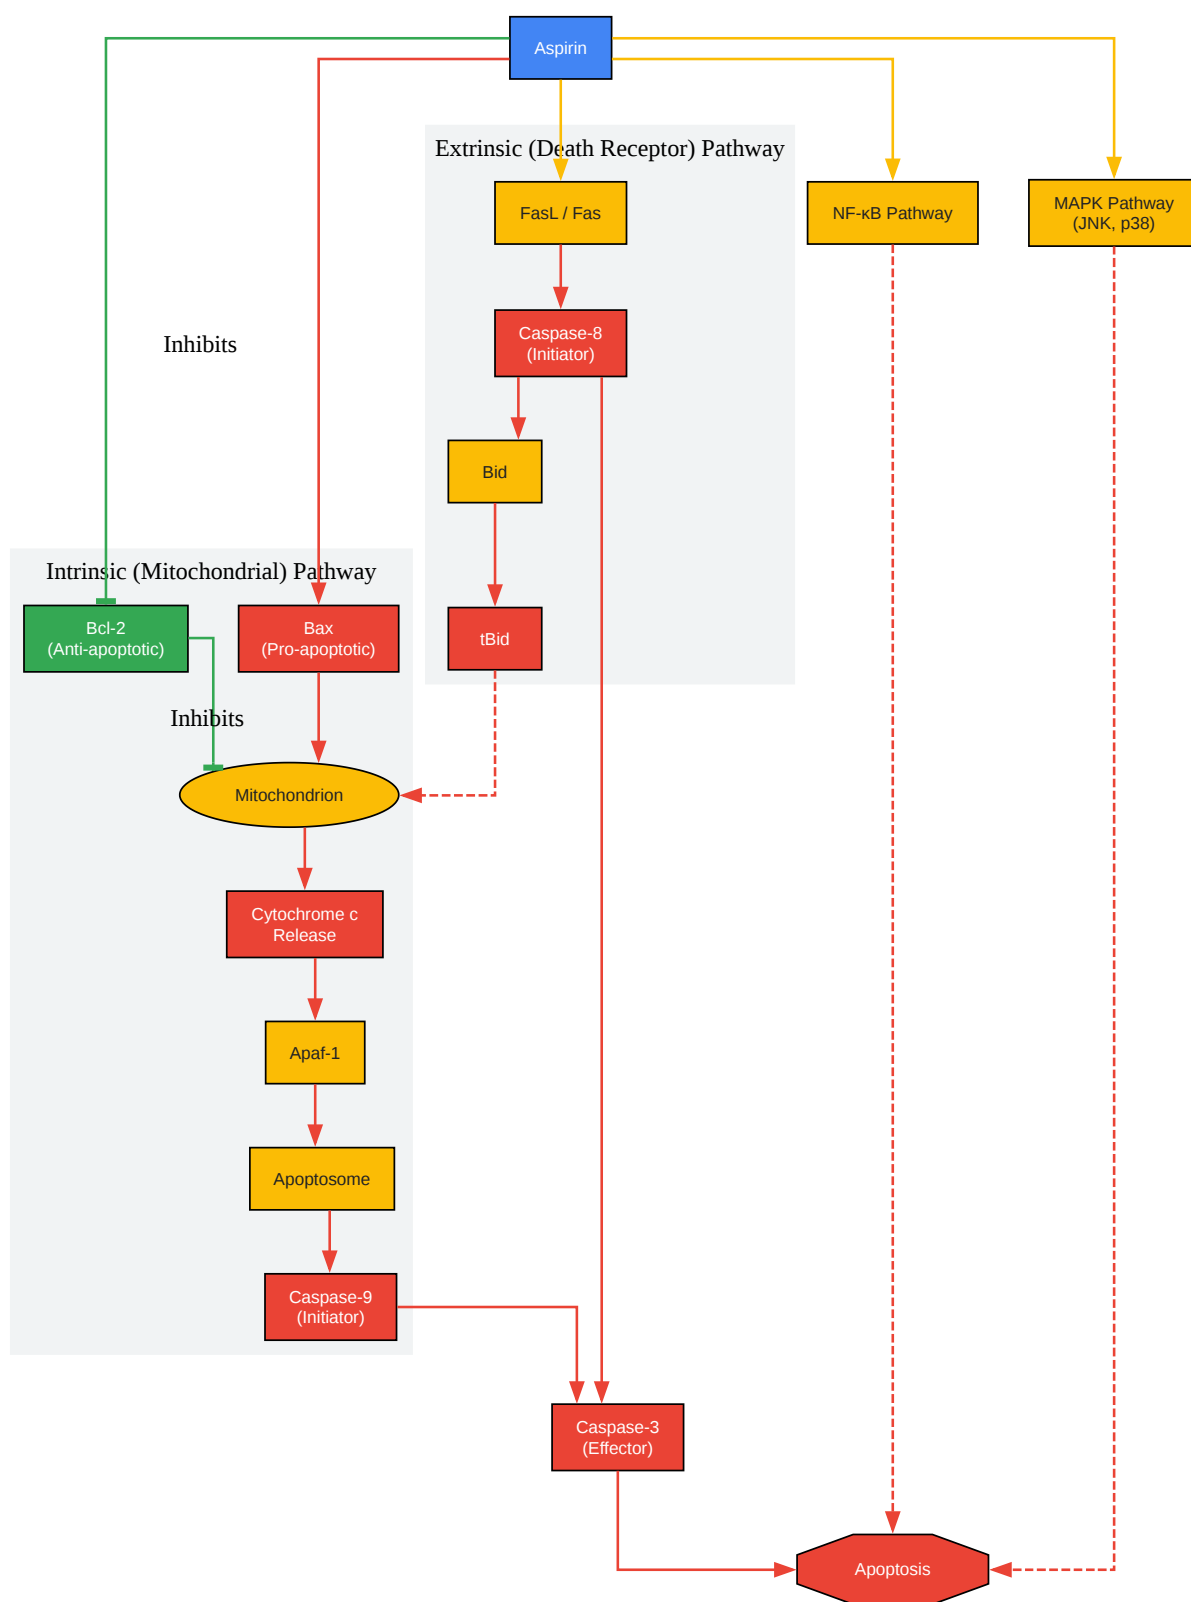 Aspirin
Extrinsic (Death Receptor) Pathway
FasL / Fas
NF-κB Pathway
MAPK Pathway
(JNK, p38)
Caspase-8
(Initiator)
Inhibits
Bid
Intrinsic (Mitochondrial) Pathway
Bcl-2
(Anti-apoptotic)
Bax
(Pro-apoptotic)
tBid
Inhibits
Mitochondrion
Cytochrome c
Release
Apaf-1
Apoptosome
Caspase-9
(Initiator)
Caspase-3
(Effector)
Apoptosis